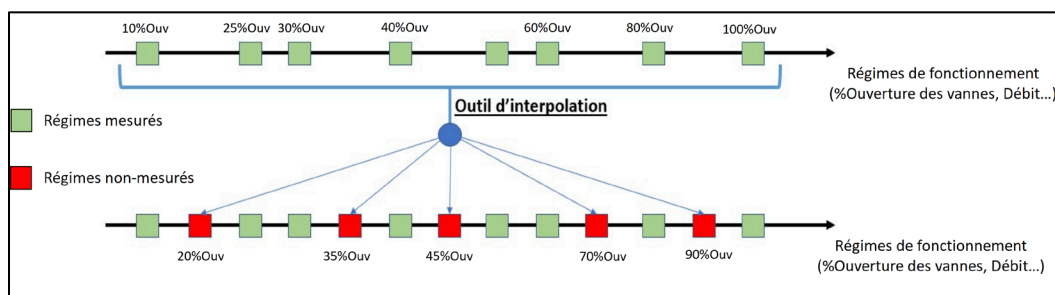 10%Ouv 25%Ouv 30%Ouv 40%Ouv 60%Ouv 80%Ouv 100%Ouv
Régimes de fonctionnement
(%Ouverture des vannes, Débit...)
Outil d'interpolation
Régimes mesurés
Régimes non-mesurés
20%Ouv 35%Ouv 45%Ouv 70%Ouv 90%Ouv
Régimes de fonctionnement
(%Ouverture des vannes, Débit...)